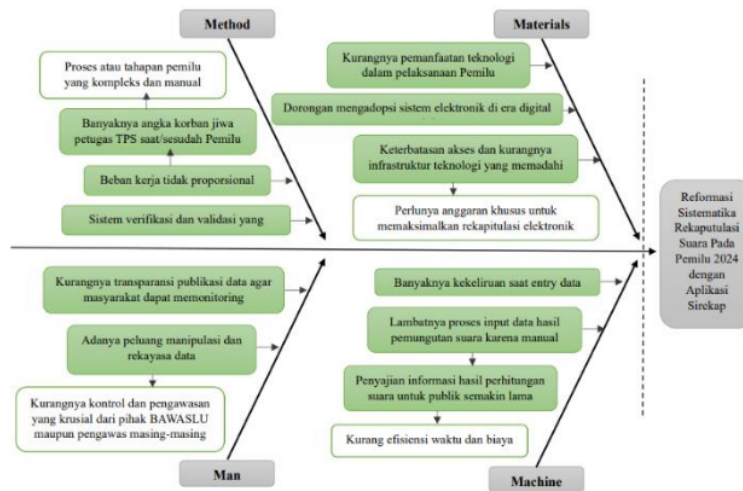 Method
Materials
Proses atau tahapan pemilu
yang kompleks dan manual
Banyaknya angka korban jiwa
petugas TPS saat/sesudah Pemilu
Beban kerja tidak proporsional
Sistem verifikasi dan validasi yang
Kurangnya pemanfaatan teknologi
dalam pelaksanaan Pemilu
Dorongan mengadopsi sistem elektronik di era digital
Keterbatasan akses dan kurangnya
infrastruktur teknologi yang memadahi
Perlunya anggaran khusus untuk
memaksimalkan rekapitulasi elektronik
Reformasi
Sistematika
Rekaputulasi
Suara Pada
Pemilu 2024
dengan
Aplikasi
Sirekap
Kurangnya transparansi publikasi data agar
masyarakat dapat memonitoring
Adanya peluang manipulasi dan
rekayasa data
Kurangnya kontrol dan pengawasan
yang krusial dari pihak BAWASLU
maupun pengawas masing-masing
Banyaknya kekeliruan saat entry data
Lambatnya proses input data hasil
pemungutan suara karena manual
Penyajian informasi hasil perhitungan
suara untuk publik semakin lama
Kurang efisiensi waktu dan biaya
Man
Machine